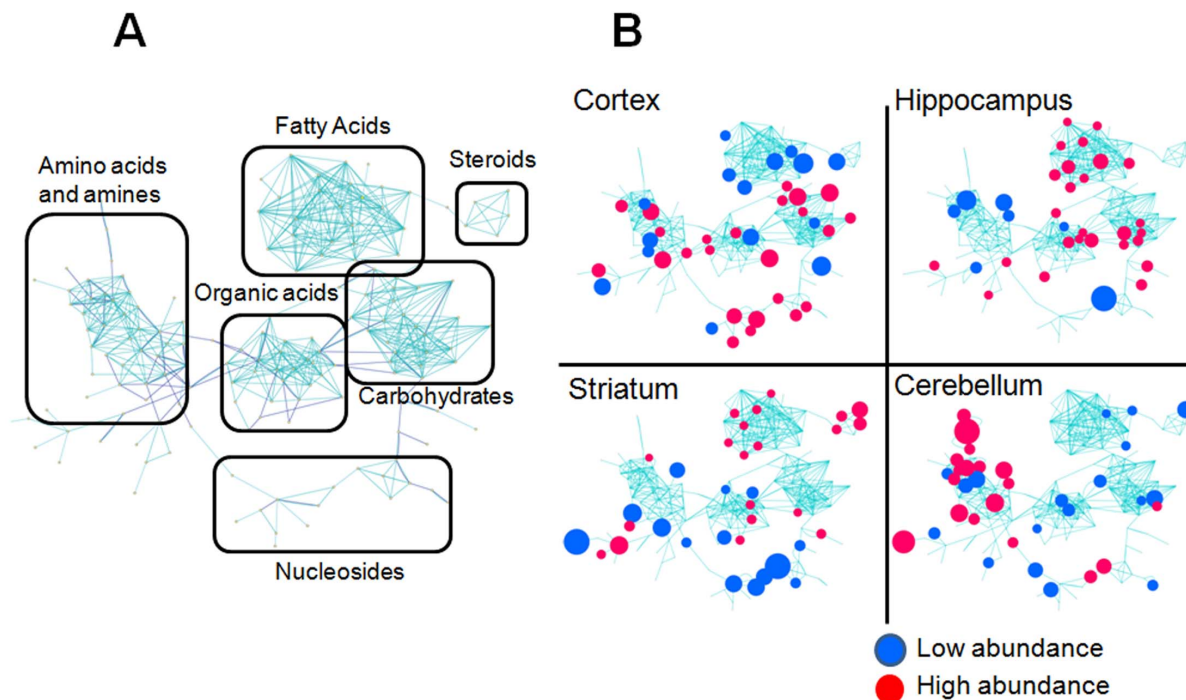 A
B
Fatty Acids
Steroids
Amino acids
and amines
Organic acids
Carbohydrates
Nucleosides
Cortex
Hippocampus
Striatum
Cerebellum
Low abundance
High abundance